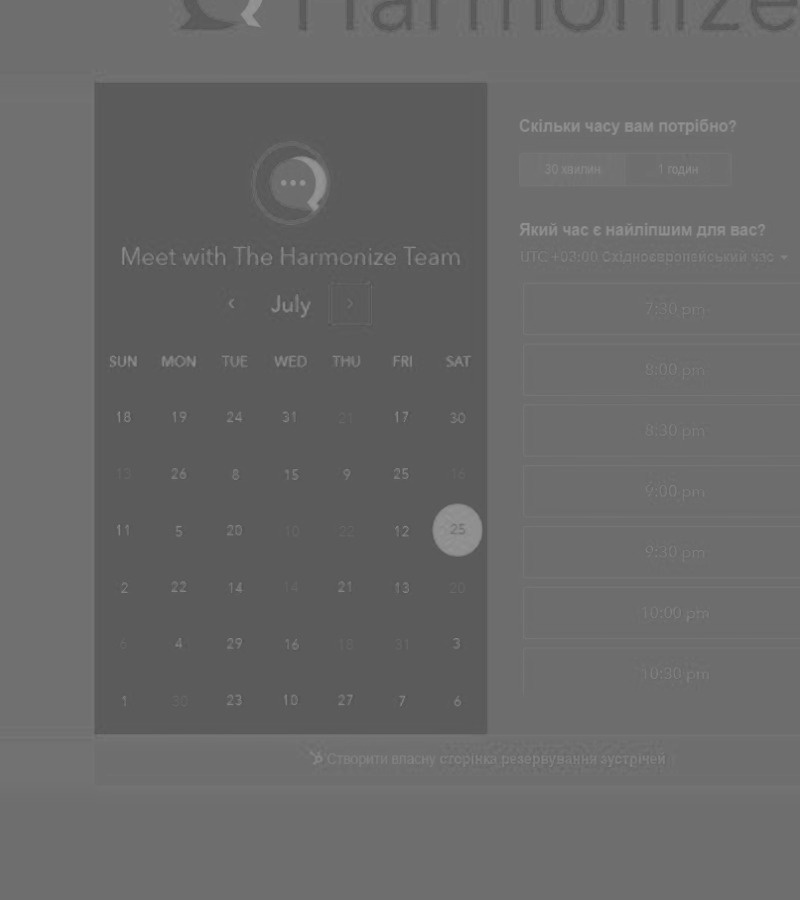 Harmonize
Скільки часу вам потрібно?
30 хвилин 1 годин
Meet with The Harmonize Team
Який час є найліпшим для вас?
UTC +03:00 Східноєвропейський час
‹ July ›
7:30 pm
SUN MON TUE WED THU FRI SAT
8:00 pm
18 19 24 31 21 17 30
8:30 pm
13 26 8 15 9 25 16
9:00 pm
11 5 20 10 22 12 25
9:30 pm
2 22 14 14 21 13 20
10:00 pm
6 4 29 16 18 31 3
10:30 pm
1 30 23 10 27 7 6
Створити власну сторінка резервування зустрічей